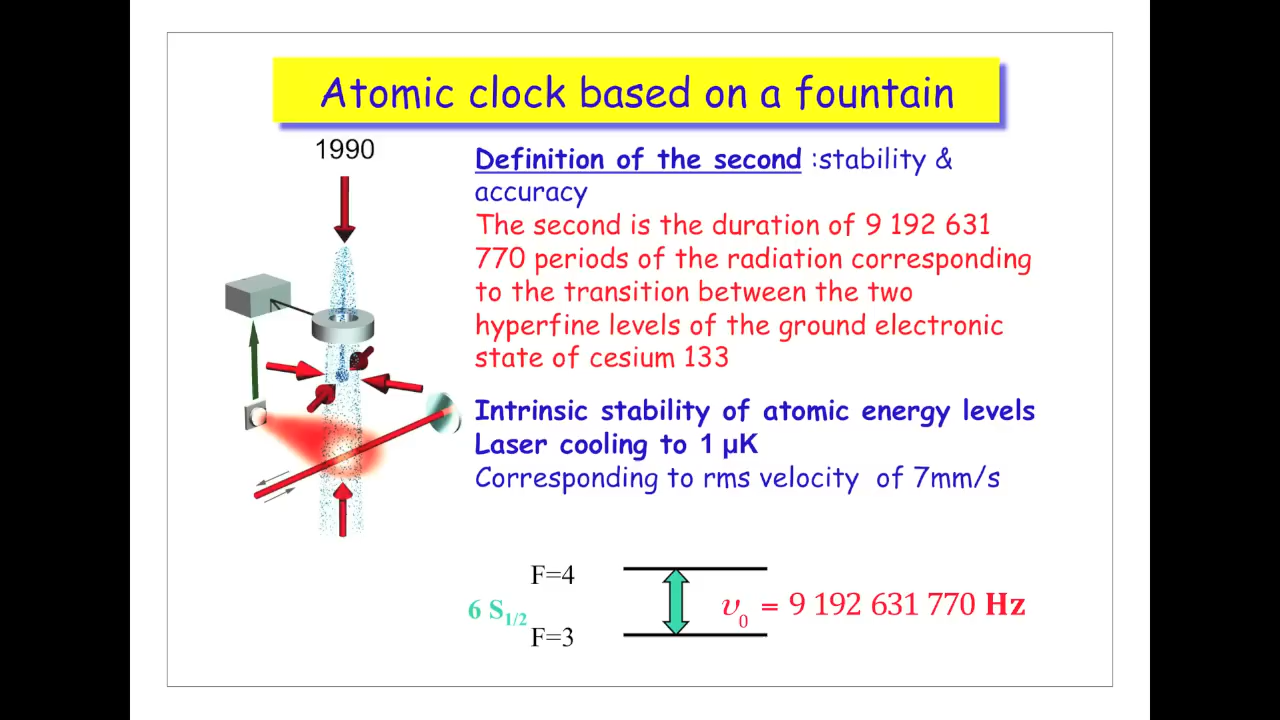 Atomic clock based on a fountain
1990
Definition of the second :stability &
accuracy
The second is the duration of 9 192 631
770 periods of the radiation corresponding
to the transition between the two
hyperfine levels of the ground electronic
state of cesium 133
Intrinsic stability of atomic energy levels
Laser cooling to 1 µK
Corresponding to rms velocity of 7mm/s
F=4
6 S1/2
υ0 = 9 192 631 770 Hz
F=3